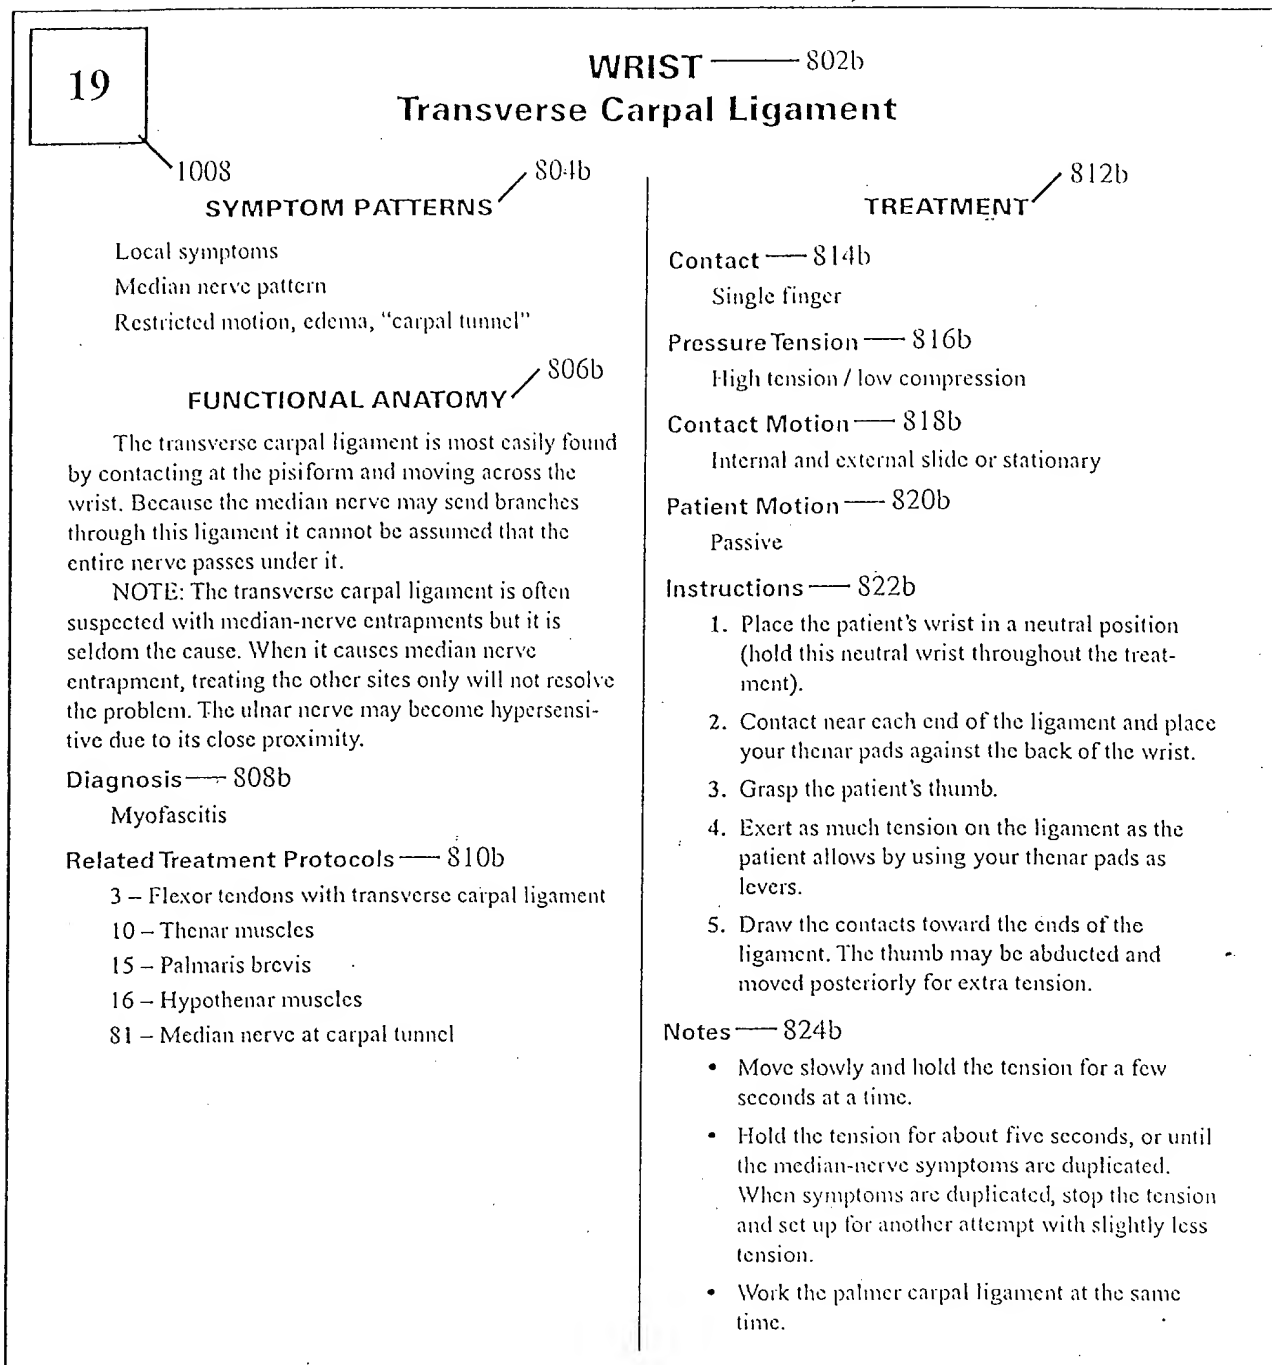 19
WRIST 802b
Transverse Carpal Ligament
1008
804b
SYMPTOM PATTERNS
Local symptoms
Median nerve pattern
Restricted motion, edema, “carpal tunnel”
806b
FUNCTIONAL ANATOMY
The transverse carpal ligament is most easily found
by contacting at the pisiform and moving across the
wrist. Because the median nerve may send branches
through this ligament it cannot be assumed that the
entire nerve passes under it.
NOTE: The transverse carpal ligament is often
suspected with median-nerve entrapments but it is
seldom the cause. When it causes median nerve
entrapment, treating the other sites only will not resolve
the problem. The ulnar nerve may become hypersensi-
tive due to its close proximity.
Diagnosis 808b
Myofascitis
Related Treatment Protocols 810b
3 – Flexor tendons with transverse carpal ligament
10 – Thenar muscles
15 – Palmaris brevis
16 – Hypothenar muscles
81 – Median nerve at carpal tunnel
812b
TREATMENT
Contact 814b
Single finger
Pressure Tension 816b
High tension / low compression
Contact Motion 818b
Internal and external slide or stationary
Patient Motion 820b
Passive
Instructions 822b
1. Place the patient’s wrist in a neutral position
(hold this neutral wrist throughout the treat-
ment).
2. Contact near each end of the ligament and place
your thenar pads against the back of the wrist.
3. Grasp the patient’s thumb.
4. Exert as much tension on the ligament as the
patient allows by using your thenar pads as
levers.
5. Draw the contacts toward the ends of the
ligament. The thumb may be abducted and
moved posteriorly for extra tension.
Notes 824b
• Move slowly and hold the tension for a few
seconds at a time.
• Hold the tension for about five seconds, or until
the median-nerve symptoms are duplicated.
When symptoms are duplicated, stop the tension
and set up for another attempt with slightly less
tension.
• Work the palmer carpal ligament at the same
time.